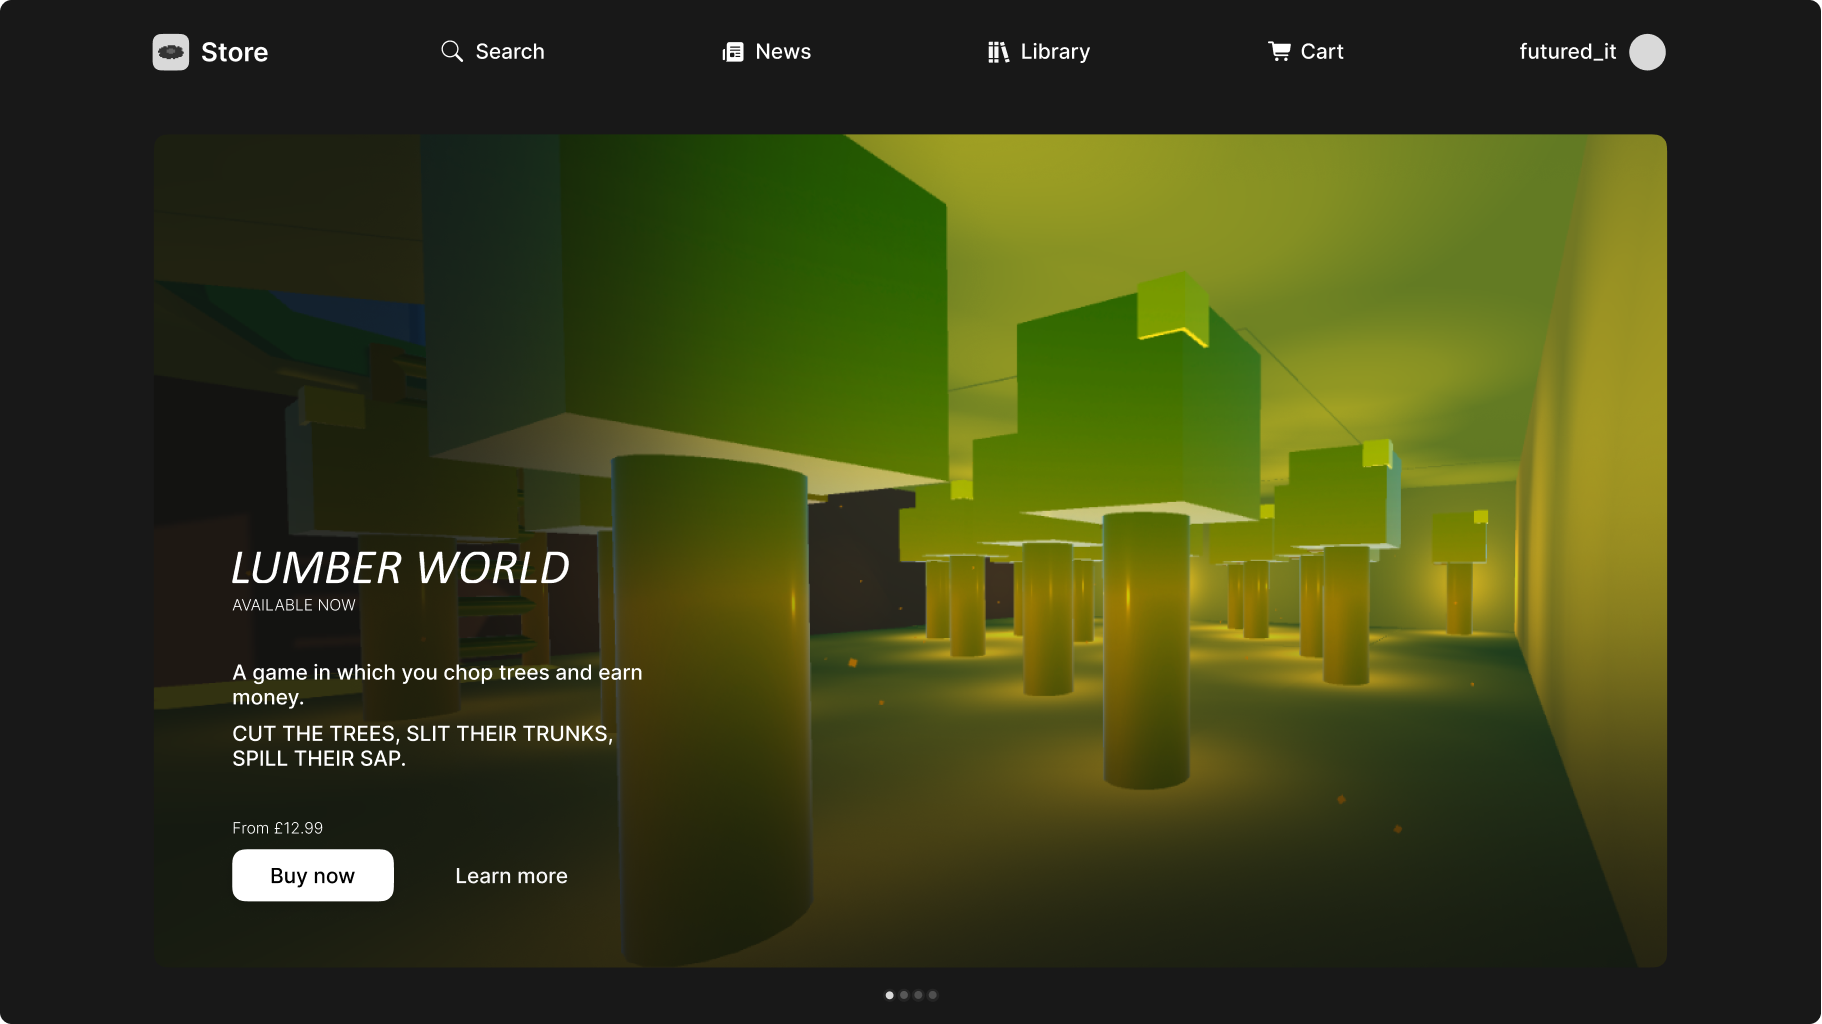 Store
Search
News
Library
Cart
futured_it
LUMBER WORLD
AVAILABLE NOW
A game in which you chop trees and earn
money.
CUT THE TREES, SLIT THEIR TRUNKS,
SPILL THEIR SAP.
From £12.99
Buy now
Learn more